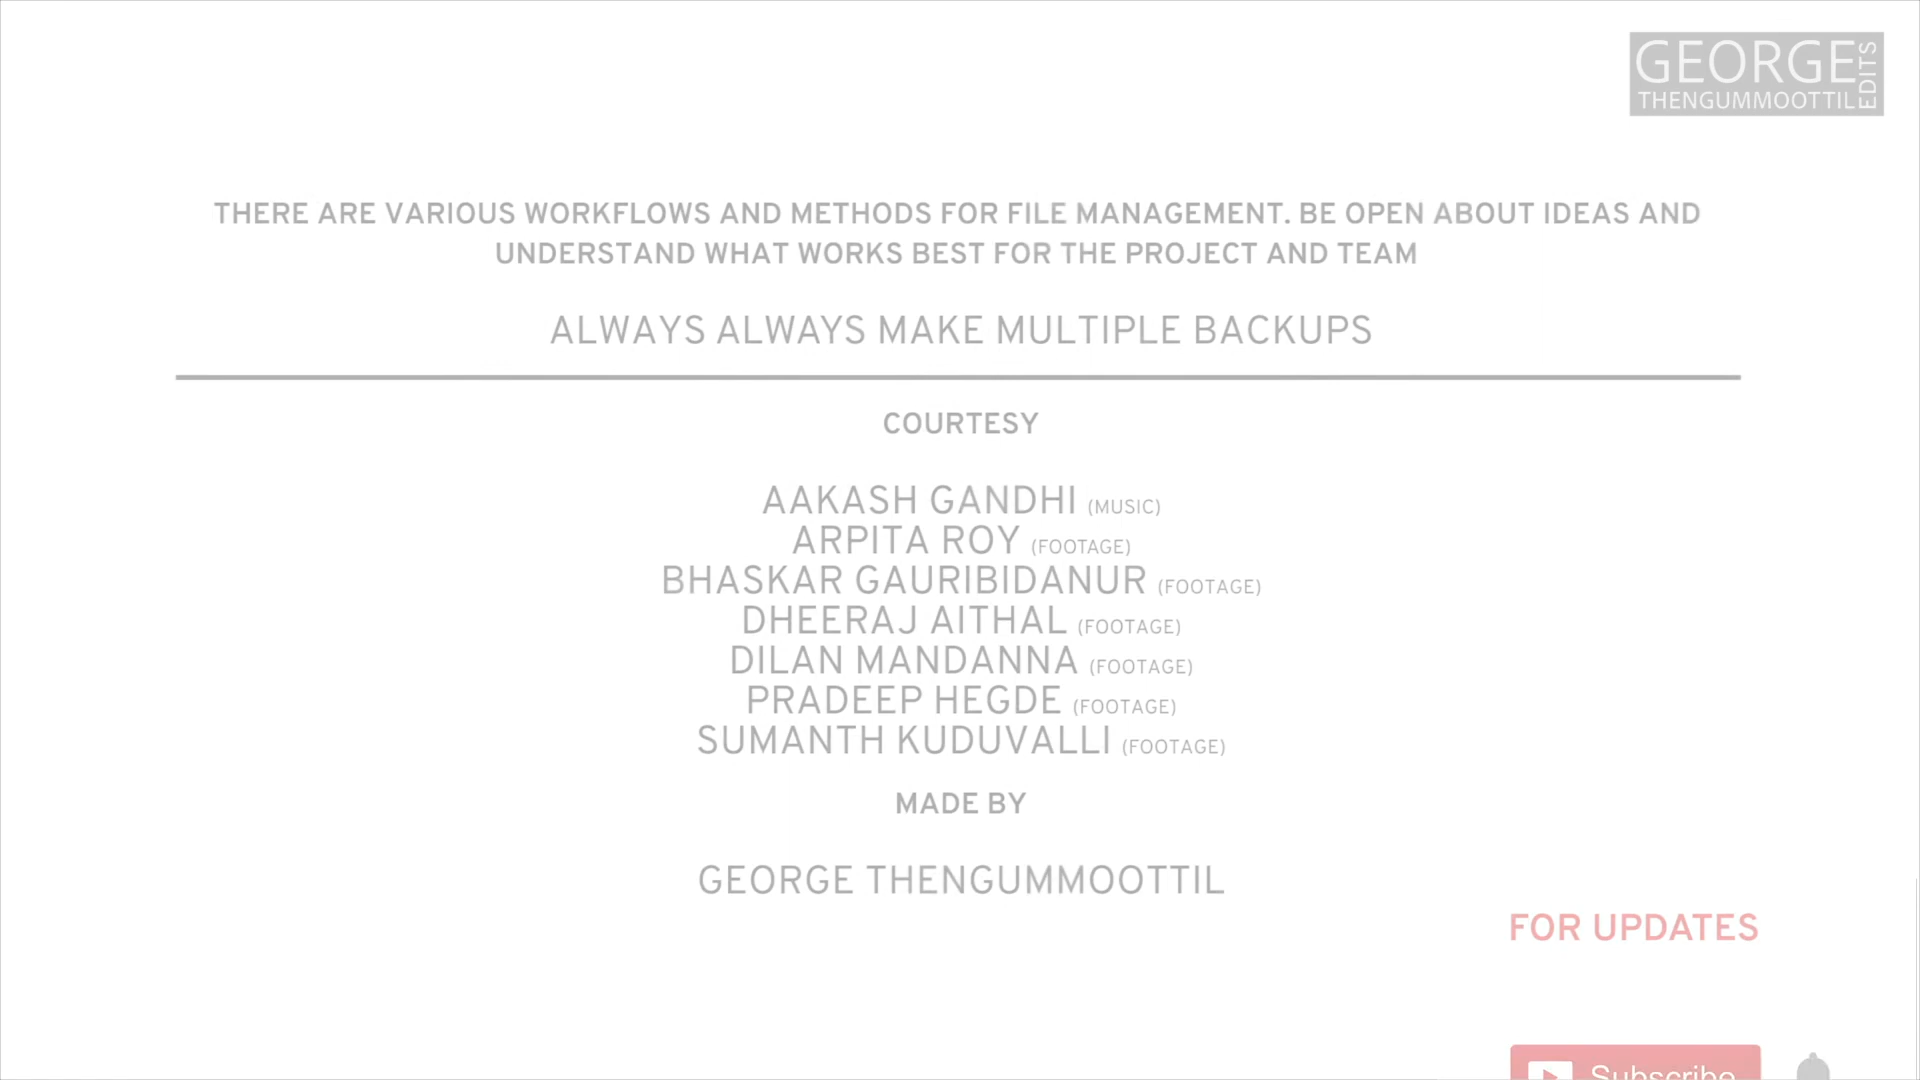 GEORGE
THENGUMMOOTTIL
EDITS
THERE ARE VARIOUS WORKFLOWS AND METHODS FOR FILE MANAGEMENT. BE OPEN ABOUT IDEAS AND
UNDERSTAND WHAT WORKS BEST FOR THE PROJECT AND TEAM
ALWAYS ALWAYS MAKE MULTIPLE BACKUPS
COURTESY
AAKASH GANDHI (MUSIC)
ARPITA ROY (FOOTAGE)
BHASKAR GAURIBIDANUR (FOOTAGE)
DHEERAJ AITHAL (FOOTAGE)
DILAN MANDANNA (FOOTAGE)
PRADEEP HEGDE (FOOTAGE)
SUMANTH KUDUVALLI (FOOTAGE)
MADE BY
GEORGE THENGUMMOOTTIL
FOR UPDATES
Subscribe